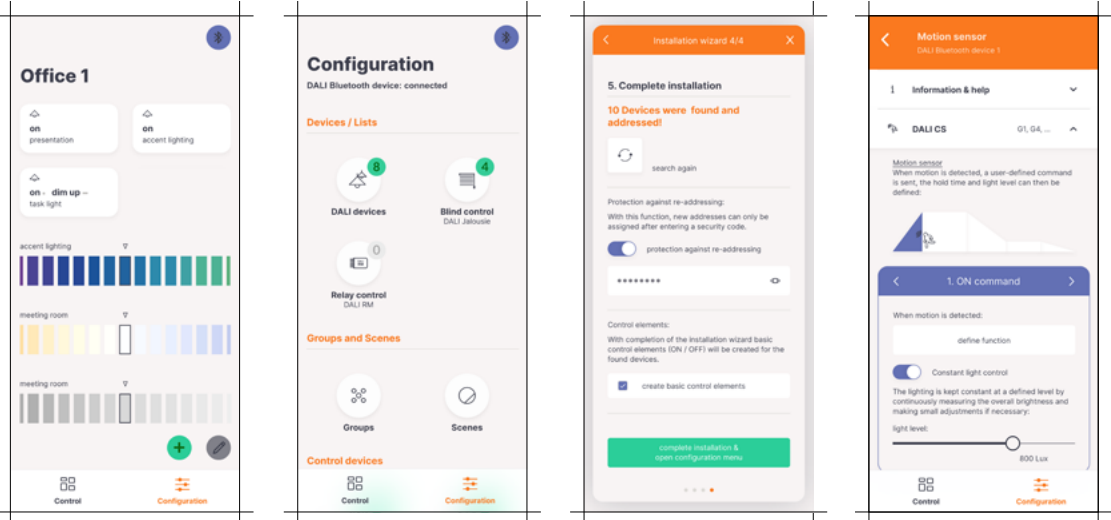 Office 1
on
presentation
on
accent lighting
on - dim up -
task light
accent lighting
meeting room
meeting room
Control
Configuration
Configuration
DALI Bluetooth device: connected
Devices / Lists
8
DALI devices
4
Blind control
DALI Jalousie
0
Relay control
DALI RM
Groups and Scenes
Groups
Scenes
Control devices
Control
Configuration
Installation wizard 4/4
5. Complete installation
10 Devices were found and
addressed!
search again
Protection against re-addressing:
With this function, new addresses can only be
assigned after entering a security code.
protection against re-addressing
Control elements:
With completion of the installation wizard basic
control elements (ON / OFF) will be created for the
found devices.
create basic control elements
complete installation &
open configuration menu
Motion sensor
DALI Bluetooth device 1
Information & help
DALI CS
G1, G4, ...
Motion sensor
When motion is detected, a user-defined command
is sent, the hold time and light level can then be
defined:
1. ON command
When motion is detected:
define function
Constant light control
The lighting is kept constant at a defined level by
continuously measuring the overall brightness and
making small adjustments if necessary:
light level:
800 Lux
Control
Configuration